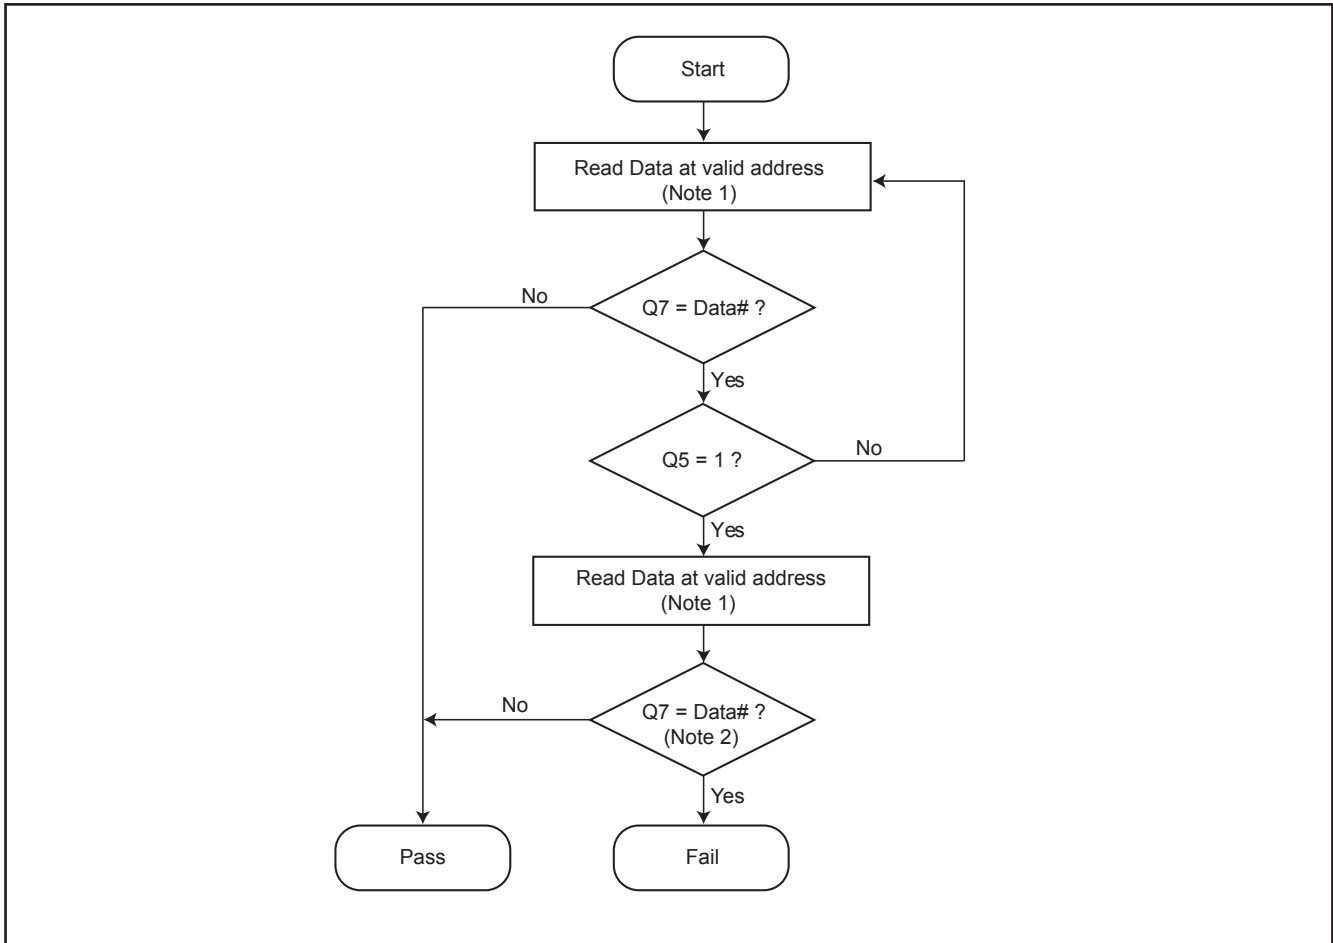 Start
Read Data at valid address
(Note 1)
No
Q7 = Data# ?
Yes
Q5 = 1 ?
No
Yes
Read Data at valid address
(Note 1)
No
Q7 = Data# ?
(Note 2)
Yes
Pass
Fail